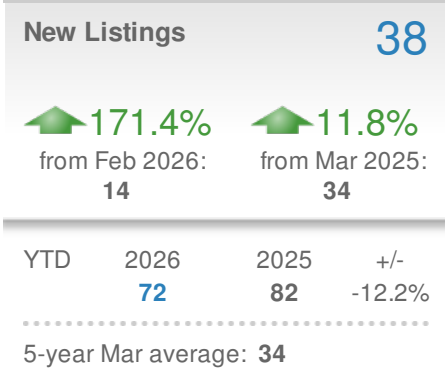 New Listings 38
171.4% 11.8%
from Feb 2026: from Mar 2025:
14 34
YTD 2026 2025 +/-
72 82 -12.2%
5-year Mar average: 34